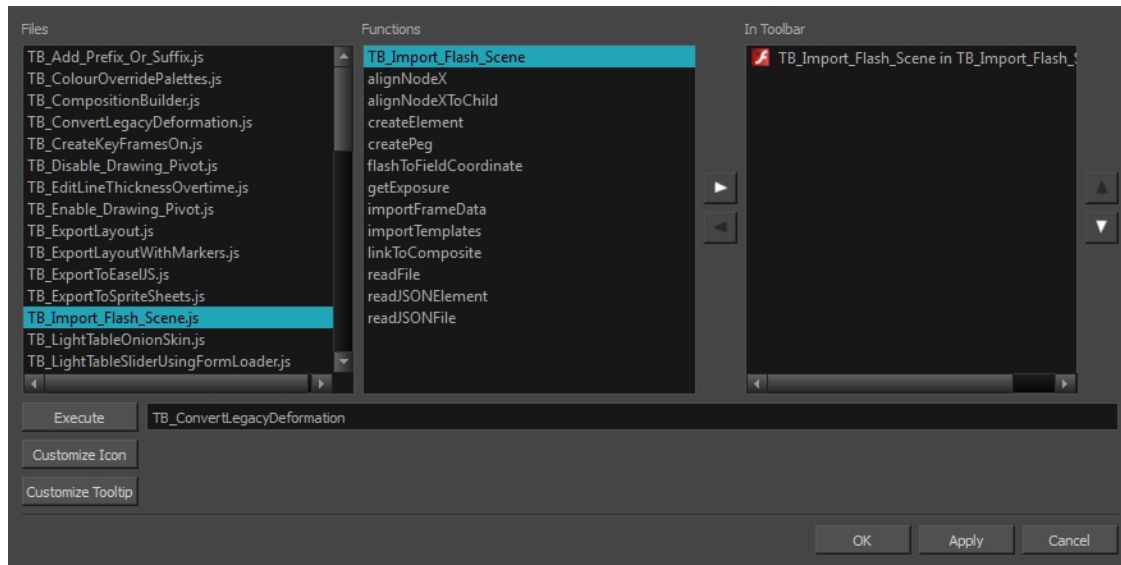 Files
TB_Add_Prefix_Or_Suffix.js
TB_ColourOverridePalettes.js
TB_CompositionBuilder.js
TB_ConvertLegacyDeformation.js
TB_CreateKeyFramesOn.js
TB_Disable_Drawing_Pivot.js
TB_EditLineThicknessOvertime.js
TB_Enable_Drawing_Pivot.js
TB_ExportLayout.js
TB_ExportLayoutWithMarkers.js
TB_ExportToEaselJS.js
TB_ExportToSpriteSheets.js
TB_Import_Flash_Scene.js
TB_LightTableOnionSkin.js
TB_LightTableSliderUsingFormLoader.js
Functions
TB_Import_Flash_Scene
alignNodeX
alignNodeXToChild
createElement
createPeg
flashToFieldCoordinate
getExposure
importFrameData
importTemplates
linkToComposite
readFile
readJSONElement
readJSONFile
In Toolbar
TB_Import_Flash_Scene in TB_Import_Flash_
Execute
TB_ConvertLegacyDeformation
Customize Icon
Customize Tooltip
OK
Apply
Cancel